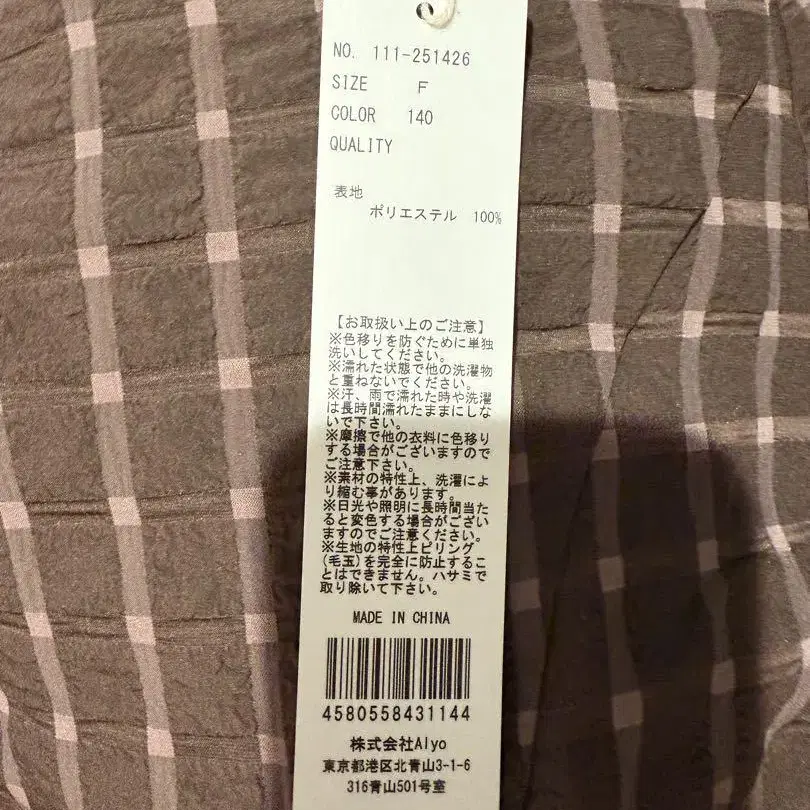 NO. 111-251426
SIZE F
COLOR 140
QUALITY
表地
ポリエステル 100%
【お取扱い上のご注意】
※色移りを防ぐために単独
洗いしてください。
※濡れた状態で他の洗濯物
と重ねないでください。
※汗、雨で濡れた時や洗濯
は長時間濡れたままにしな
いで下さい。
※摩擦で他の衣料に色移り
する場合がございますので
ご注意下さい。
※素材の特性上、洗濯によ
り縮む事があります。
※日光や照明に長時間当た
ると変色する場合がござい
ますのでご注意ください。
※生地の特性上ピリング
(毛玉)を完全に防止するこ
とはできません。ハサミで
取り除いて下さい。
MADE IN CHINA
4580558431144
株式会社Alyo
東京都港区北青山3-1-6
316青山501号室